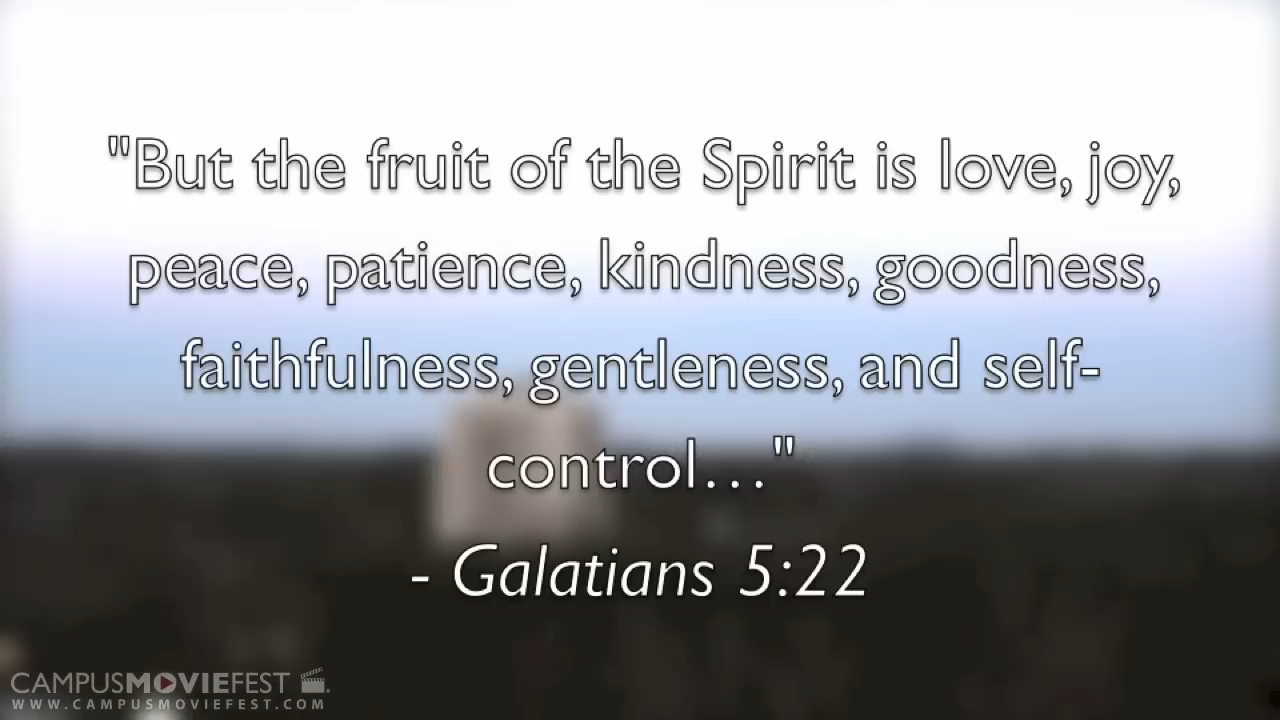 "But the fruit of the Spirit is love, joy,
peace, patience, kindness, goodness,
faithfulness, gentleness, and self-
control…"
- Galatians 5:22
CAMPUSMOVIEFEST
WWW.CAMPUSMOVIEFEST.COM